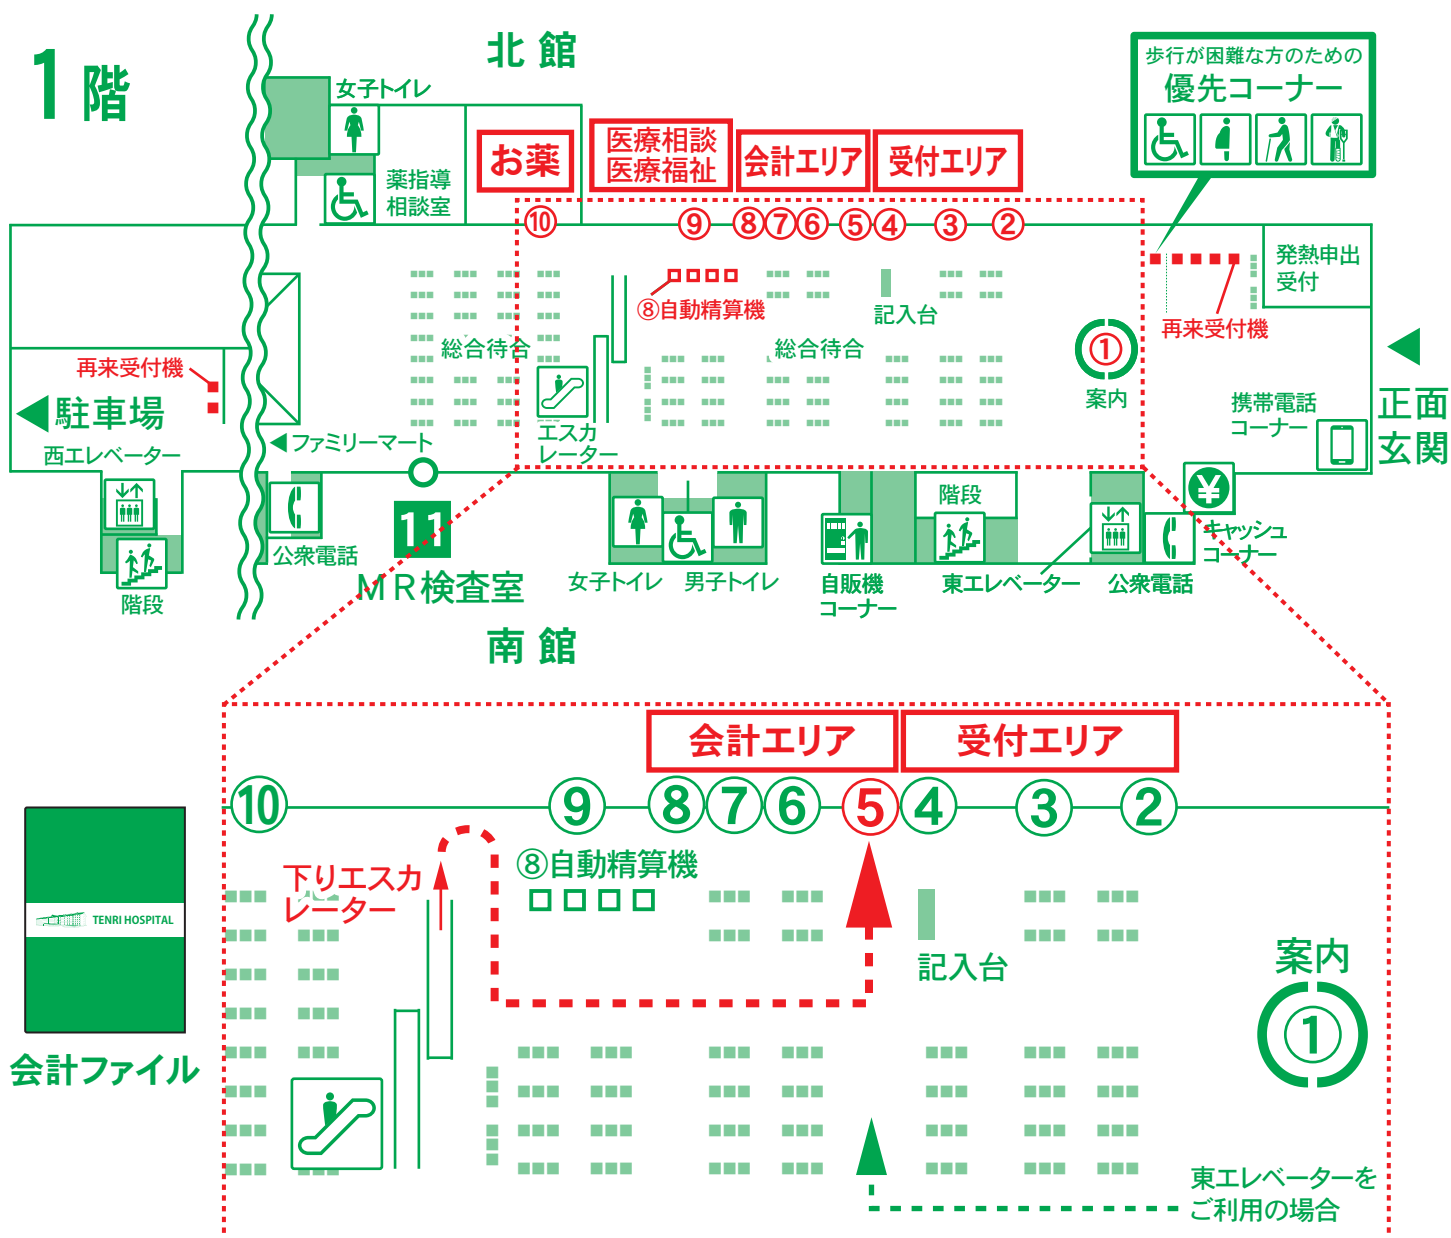 1階
北館
女子トイレ
薬指導
相談室
お薬
医療相談
医療福祉
会計エリア
受付エリア
歩行が困難な方のための
優先コーナー
⑩
⑨
⑧
⑦
⑥
⑤
④
③
②
⑧自動精算機
記入台
総合待合
総合待合
①
案内
再来受付機
発熱申出
受付
再来受付機
駐車場
西エレベーター
ファミリーマート
エスカ
レーター
携帯電話
コーナー
正面
玄関
階段
公衆電話
11
MR検査室
女子トイレ
男子トイレ
自販機
コーナー
階段
東エレベーター
公衆電話
¥
キャッシュ
コーナー
南館
会計エリア
受付エリア
⑩
⑨
⑧
⑦
⑥
⑤
④
③
②
下りエスカ
レーター
⑧自動精算機
記入台
案内
①
TENRI HOSPITAL
会計ファイル
東エレベーターを
ご利用の場合